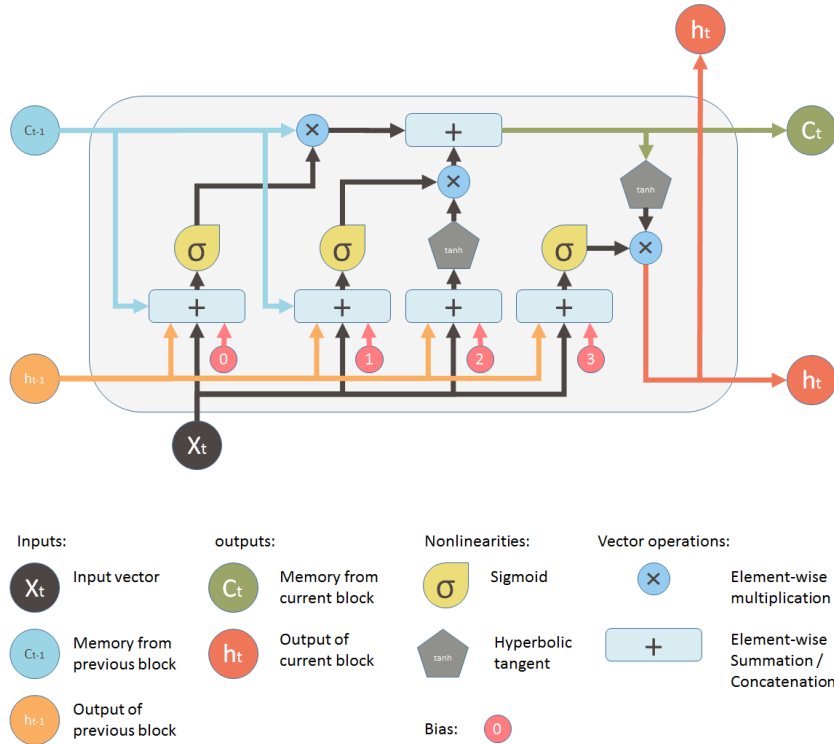 ht
Ct-1
×
+
Ct
×
tanh
σ
σ
tanh
σ
×
+
+
+
+
0
1
2
3
ht-1
ht
Xt
Inputs:
outputs:
Nonlinearities:
Vector operations:
Xt
Input vector
Ct
Memory from
current block
σ
Sigmoid
×
Element-wise
multiplication
Ct-1
Memory from
previous block
ht
Output of
current block
tanh
Hyperbolic
tangent
+
Element-wise
Summation /
Concatenation
ht-1
Output of
previous block
Bias:
0